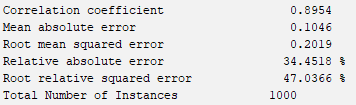 Correlation coefficient 0.8954
Mean absolute error 0.1046
Root mean squared error 0.2019
Relative absolute error 34.4518 %
Root relative squared error 47.0366 %
Total Number of Instances 1000